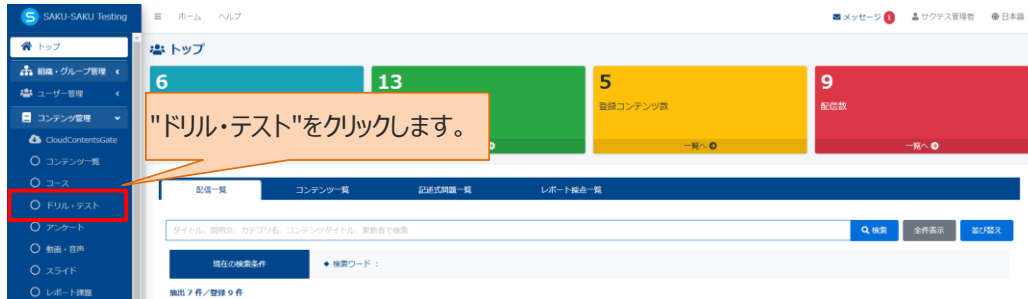 SAKU-SAKU Testing
ホーム ヘルプ
メッセージ 1 サクテス管理者 日本語
トップ
トップ
組織・グループ管理
ユーザー管理
コンテンツ管理
CloudContentsGate
コンテンツ一覧
コース
ドリル・テスト
アンケート
動画・音声
スライド
レポート課題
6
13
5
登録コンテンツ数
一覧へ
9
配信数
一覧へ
"ドリル・テスト"をクリックします。
配信一覧 コンテンツ一覧 記述式問題一覧 レポート採点一覧
タイトル、説明文、カテゴリ名、コンテンツタイトル、更新者で検索
検索 全件表示 並び替え
現在の検索条件 ◆ 検索ワード :
抽出 7 件／登録 9 件